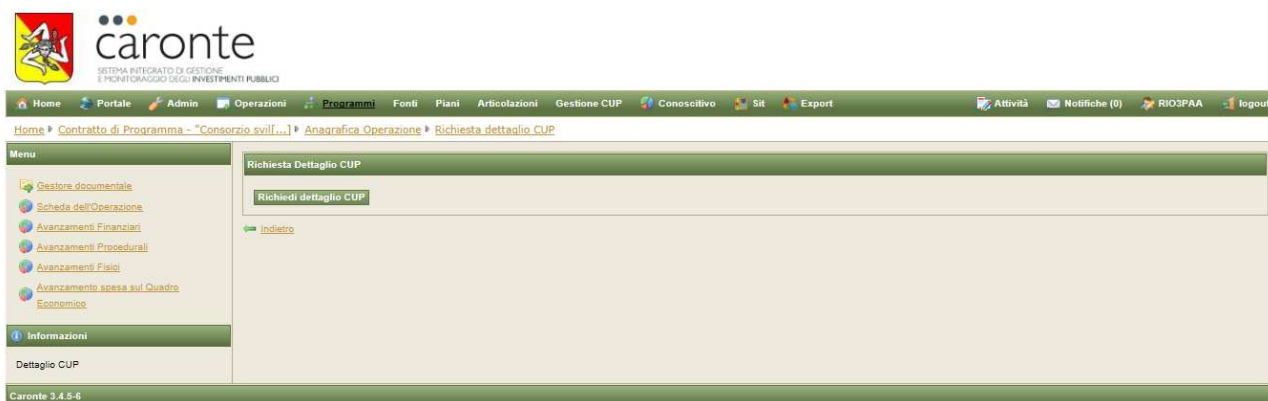 caronte
SISTEMA INTEGRATO DI GESTIONE
E MONITORAGGIO DEGLI INVESTIMENTI PUBBLICI
Home Portale Admin Operazioni Programmi Fonti Piani Articolazioni Gestione CUP Conoscitivo Sit Export Attività Notifiche (0) RIO3PAA logout
Home Contratto di Programma - "Consorzio svil[...] Anagrafica Operazione Richiesta dettaglio CUP
Menu
Gestore documentale
Scheda dell'Operazione
Avanzamenti Finanziari
Avanzamenti Procedurali
Avanzamenti Fisici
Avanzamento spesa sul Quadro
Economico
Informazioni
Dettaglio CUP
Richiesta Dettaglio CUP
Richiedi dettaglio CUP
Indietro
Caronte 3.4.5-6